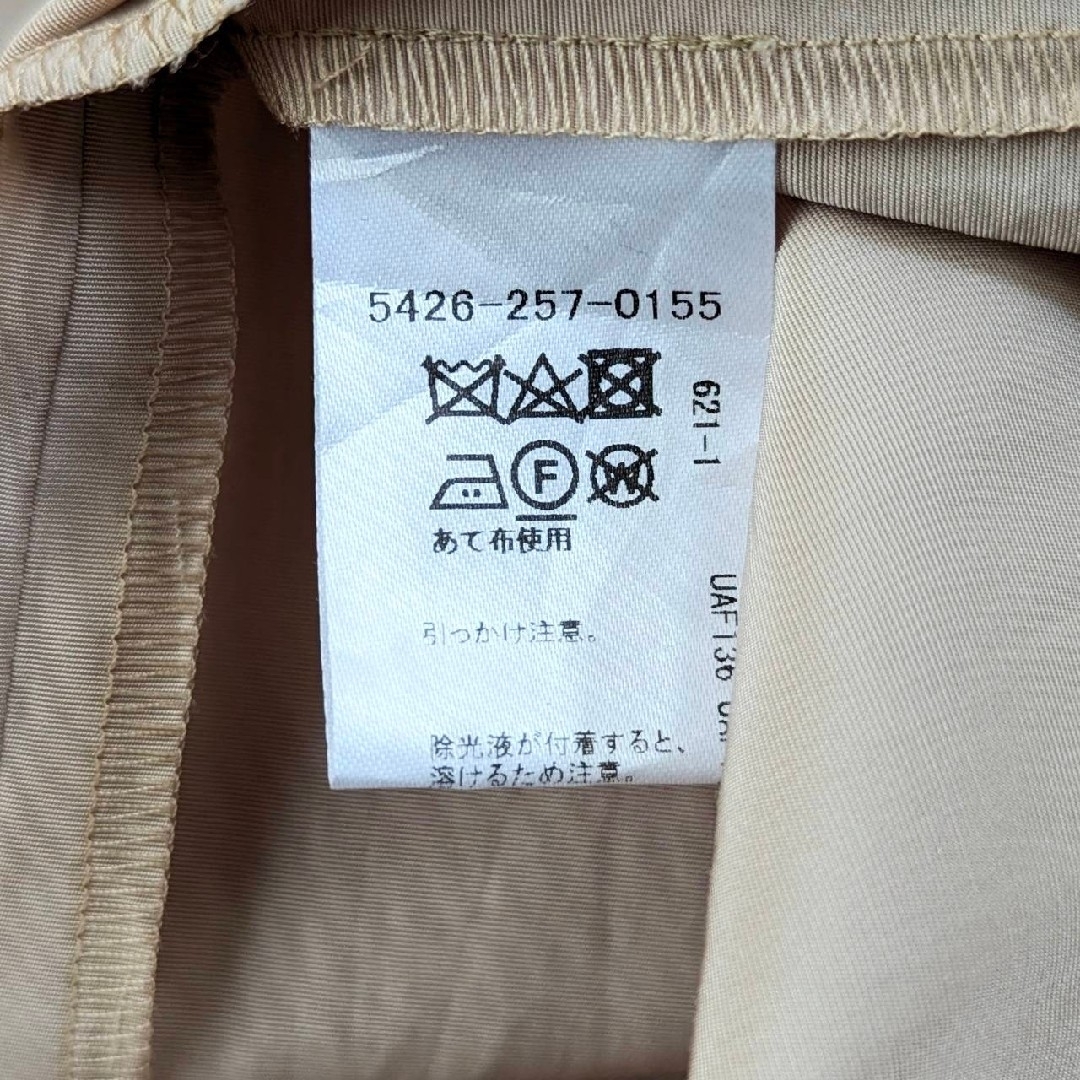 5426-257-0155
621-1
F
W
あて布使用
引っかけ注意。
UAF136
除光液が付着すると、
溶けるため注意。